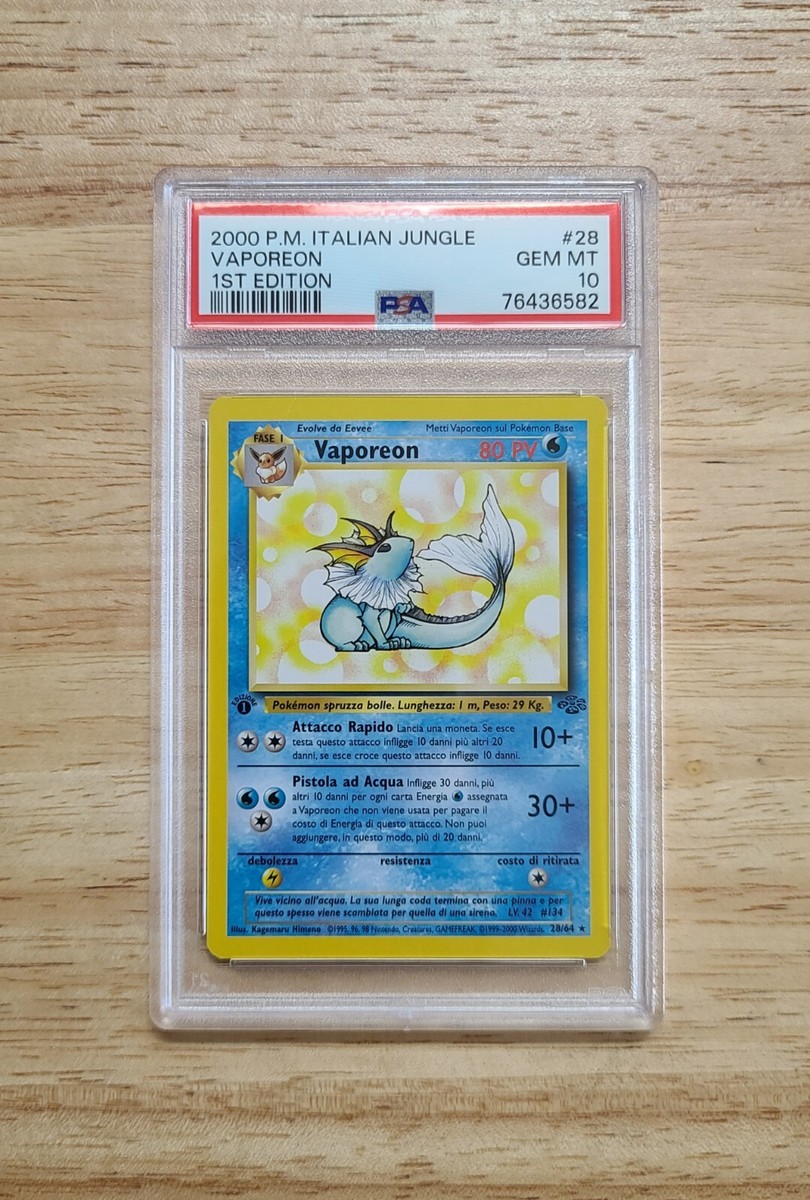 2000 P.M. ITALIAN JUNGLE #28
VAPOREON GEM MT
1ST EDITION 10
PSA 76436582
Evolve da Eevee Metti Vaporeon sul Pokémon Base
FASE 1 Vaporeon 80 PV
EDIZIONE 1
Pokémon spruzza bolle. Lunghezza: 1 m, Peso: 29 Kg.
Attacco Rapido Lancia una moneta. Se esce
testa questo attacco infligge 10 danni più altri 20
danni, se esce croce questo attacco infligge 10 danni.
10+
Pistola ad Acqua Infligge 30 danni, più
altri 10 danni per ogni carta Energia assegnata
a Vaporeon che non viene usata per pagare il
costo di Energia di questo attacco. Non puoi
aggiungere, in questo modo, più di 20 danni.
30+
debolezza resistenza costo di ritirata
Vive vicino all'acqua. La sua lunga coda termina con una pinna e per
questo spesso viene scambiata per quella di una sirena. LV. 42 #134
Illus. Kagemaru Himeno ©1995, 96, 98 Nintendo, Creatures, GAMEFREAK. ©1999-2000 Wizards. 28/64 ★